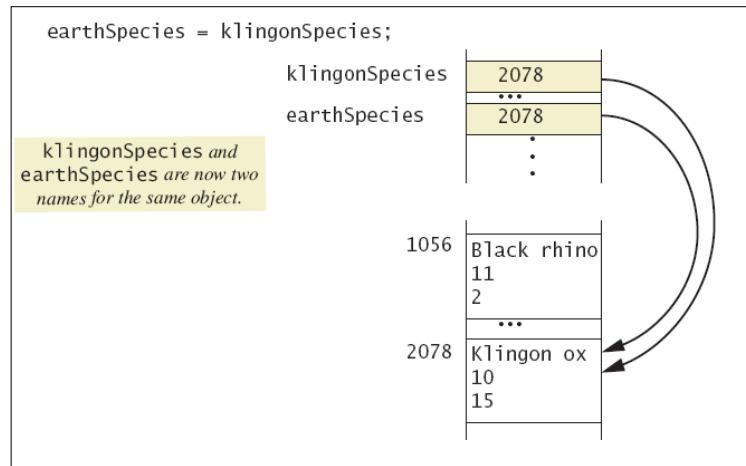 earthSpecies = klingonSpecies;
klingonSpecies 2078
...
earthSpecies 2078
klingonSpecies and
earthSpecies are now two
names for the same object.
1056 Black rhino
11
2
...
2078 Klingon ox
10
15